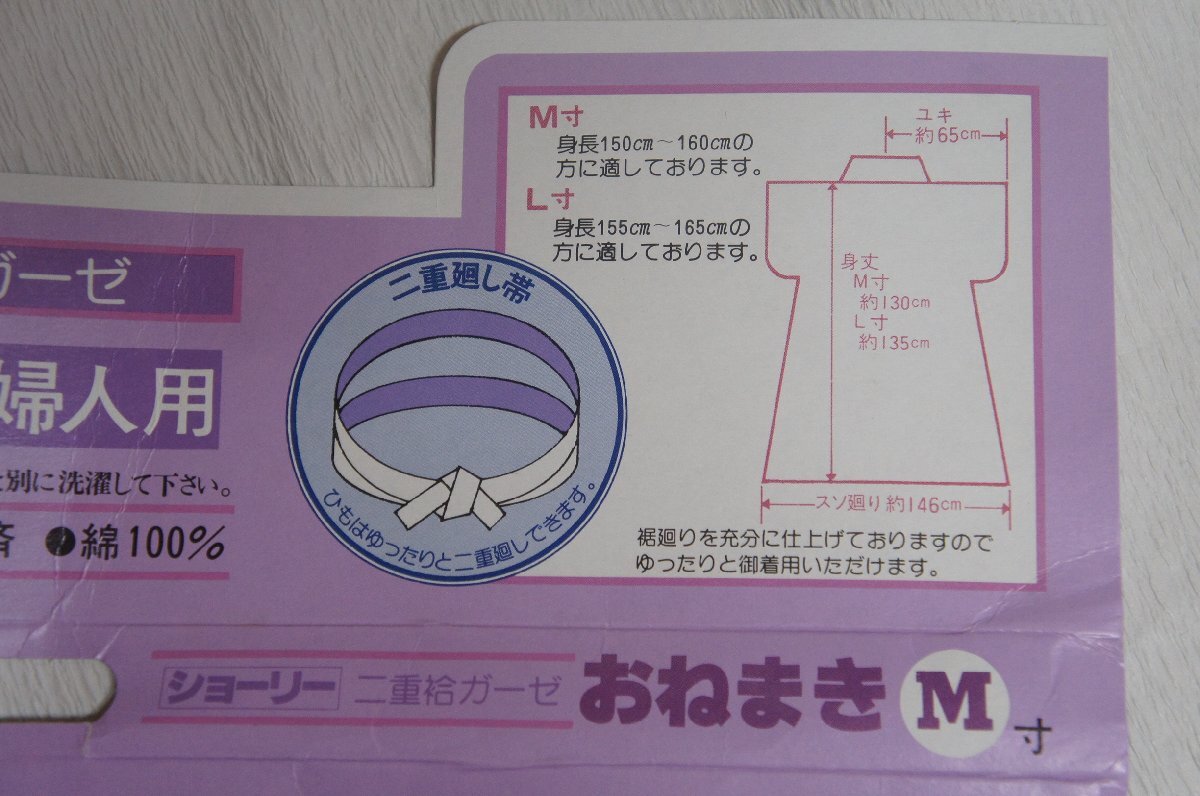 M寸
身長150cm～160cmの
方に適しております。
L寸
身長155cm～165cmの
方に適しております。
ユキ
約65cm
身丈
M寸
約130cm
L寸
約135cm
スソ廻り約146cm
裾廻りを充分に仕上げておりますので
ゆったりと御着用いただけます。
二重廻し帯
ひもはゆったりと二重廻しできます。
ガーゼ
婦人用
別に洗濯して下さい。
●綿100%
ショーリー 二重袷ガーゼ おねまき M寸